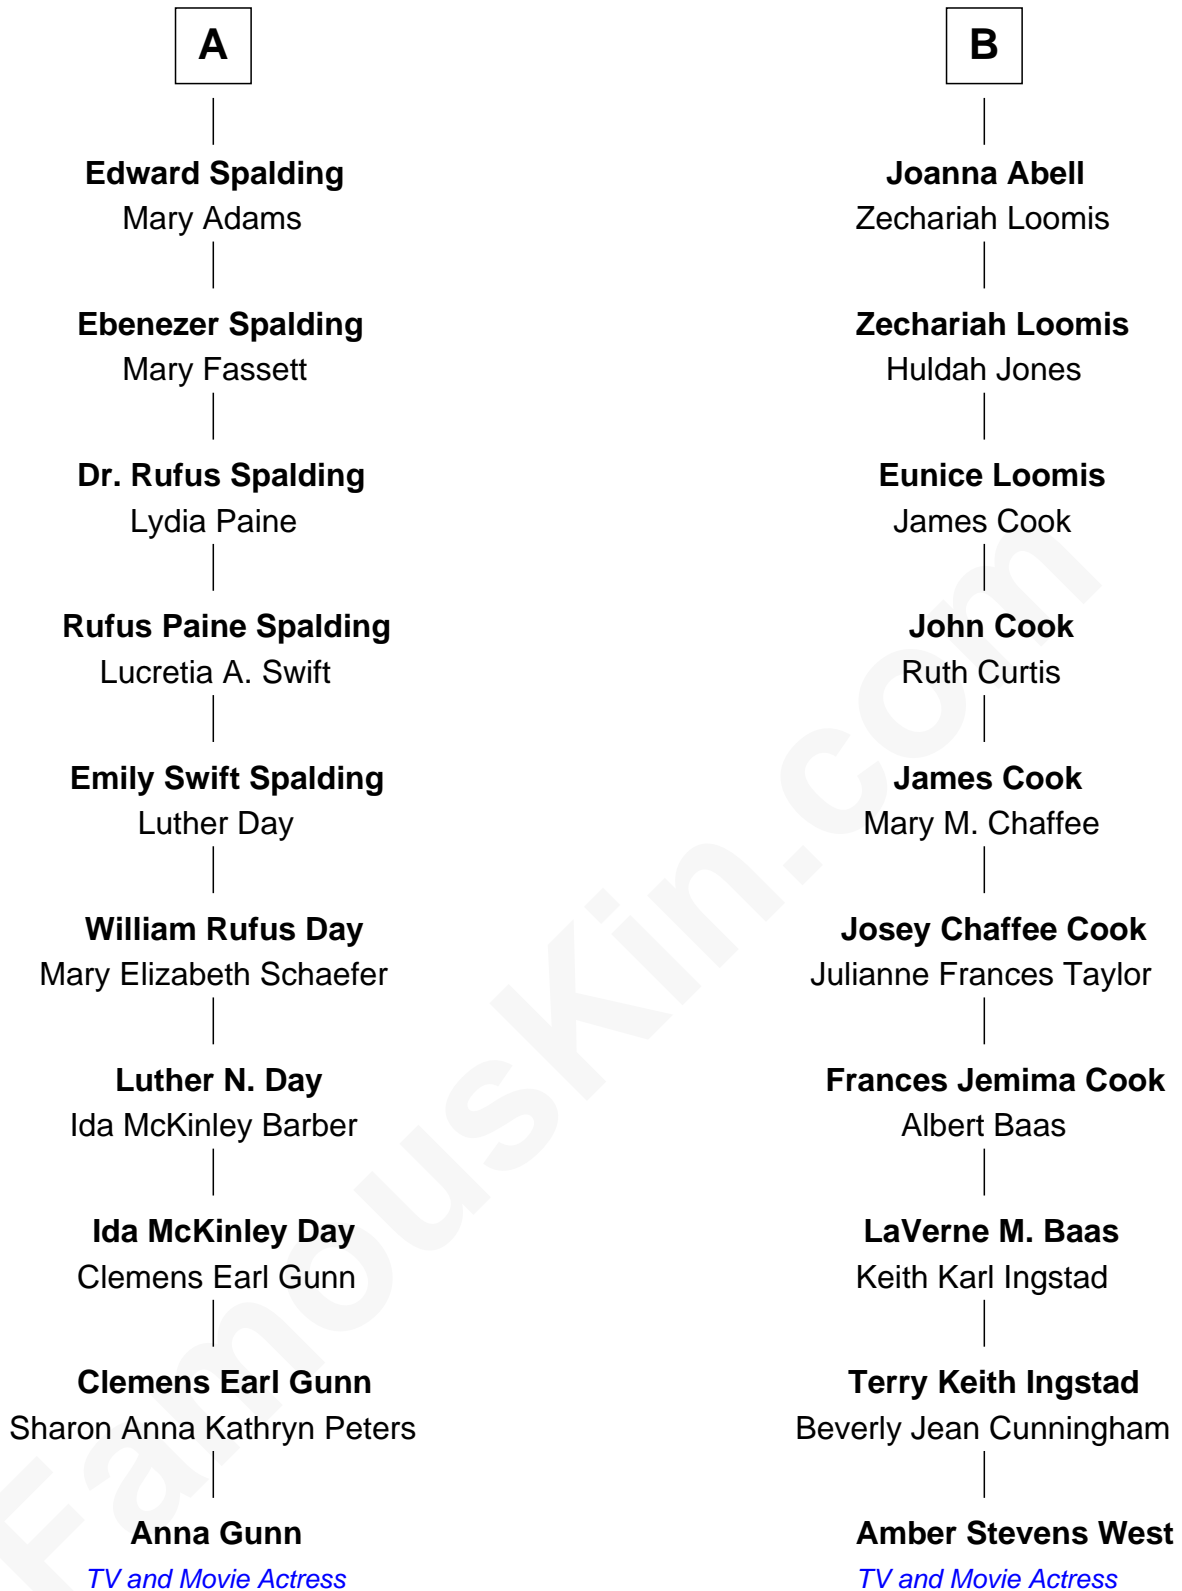 A
Edward Spalding
Mary Adams
Ebenezer Spalding
Mary Fassett
Dr. Rufus Spalding
Lydia Paine
Rufus Paine Spalding
Lucretia A. Swift
Emily Swift Spalding
Luther Day
William Rufus Day
Mary Elizabeth Schaefer
Luther N. Day
Ida McKinley Barber
Ida McKinley Day
Clemens Earl Gunn
Clemens Earl Gunn
Sharon Anna Kathryn Peters
Anna Gunn
TV and Movie Actress
B
Joanna Abell
Zechariah Loomis
Zechariah Loomis
Huldah Jones
Eunice Loomis
James Cook
John Cook
Ruth Curtis
James Cook
Mary M. Chaffee
Josey Chaffee Cook
Julianne Frances Taylor
Frances Jemima Cook
Albert Baas
LaVerne M. Baas
Keith Karl Ingstad
Terry Keith Ingstad
Beverly Jean Cunningham
Amber Stevens West
TV and Movie Actress
FamousKin.com